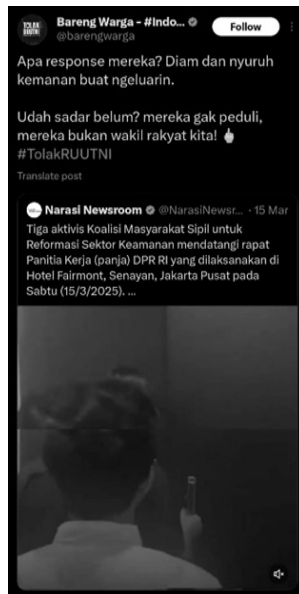 TOLAK
RUUTNI
Bareng Warga - #Indo...
@barengwarga
Follow
Apa response mereka? Diam dan nyuruh
kemanan buat ngeluarin.
Udah sadar belum? mereka gak peduli,
mereka bukan wakil rakyat kita!
#TolakRUUTNI
Translate post
Narasi Newsroom @NarasiNewsr... · 15 Mar
Tiga aktivis Koalisi Masyarakat Sipil untuk
Reformasi Sektor Keamanan mendatangi rapat
Panitia Kerja (panja) DPR RI yang dilaksanakan di
Hotel Fairmont, Senayan, Jakarta Pusat pada
Sabtu (15/3/2025). ...